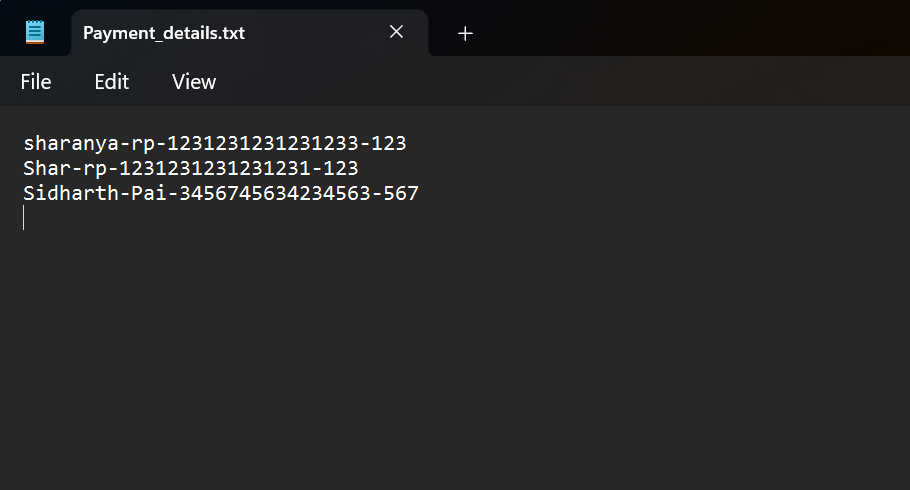 Payment_details.txt
File Edit View
sharanya-rp-1231231231231233-123
Shar-rp-1231231231231231-123
Sidharth-Pai-3456745634234563-567